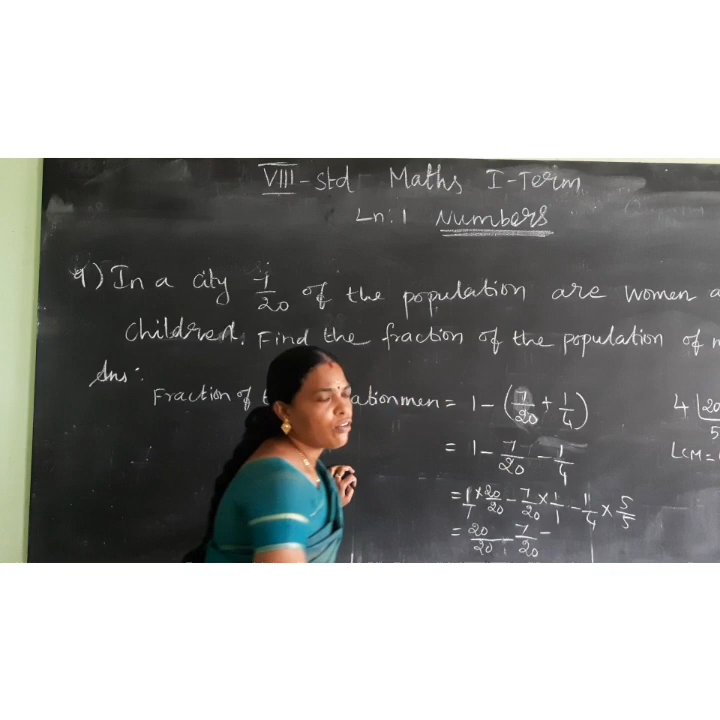 VIII - Std Maths I-Term
Ln: 1 Numbers
9) In a city 7/20 of the population are women
children. Find the fraction of the population of
Ans:
Fraction of men = 1 - (7/20 + 1/4)
= 1 - 7/20 - 1/4
= 1/1 × 20/20 - 7/20 × 1/1 - 1/4 × 5/5
= 20/20 - 7/20 -
4 | 20
5
LCM =